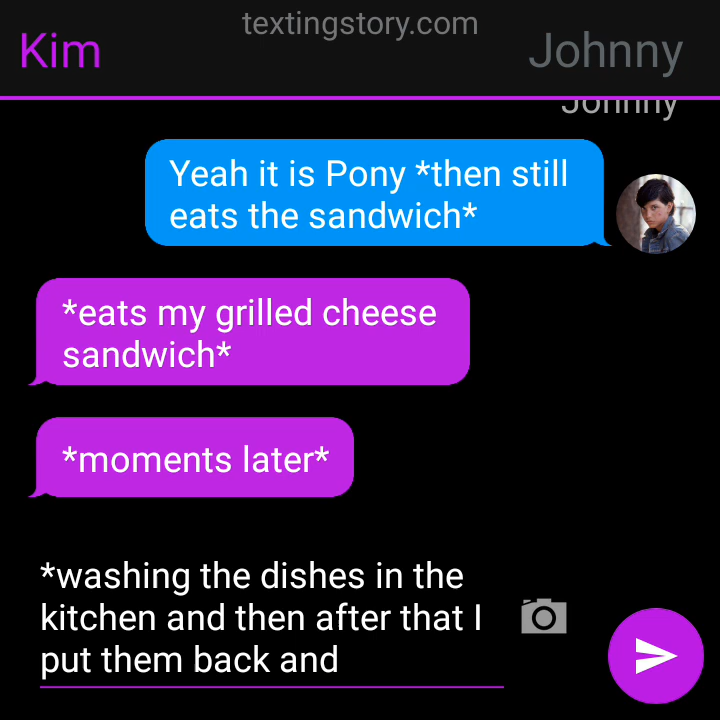 textingstory.com
Kim
Johnny
Johnny
Yeah it is Pony *then still
eats the sandwich*
*eats my grilled cheese
sandwich*
*moments later*
*washing the dishes in the
kitchen and then after that I
put them back and